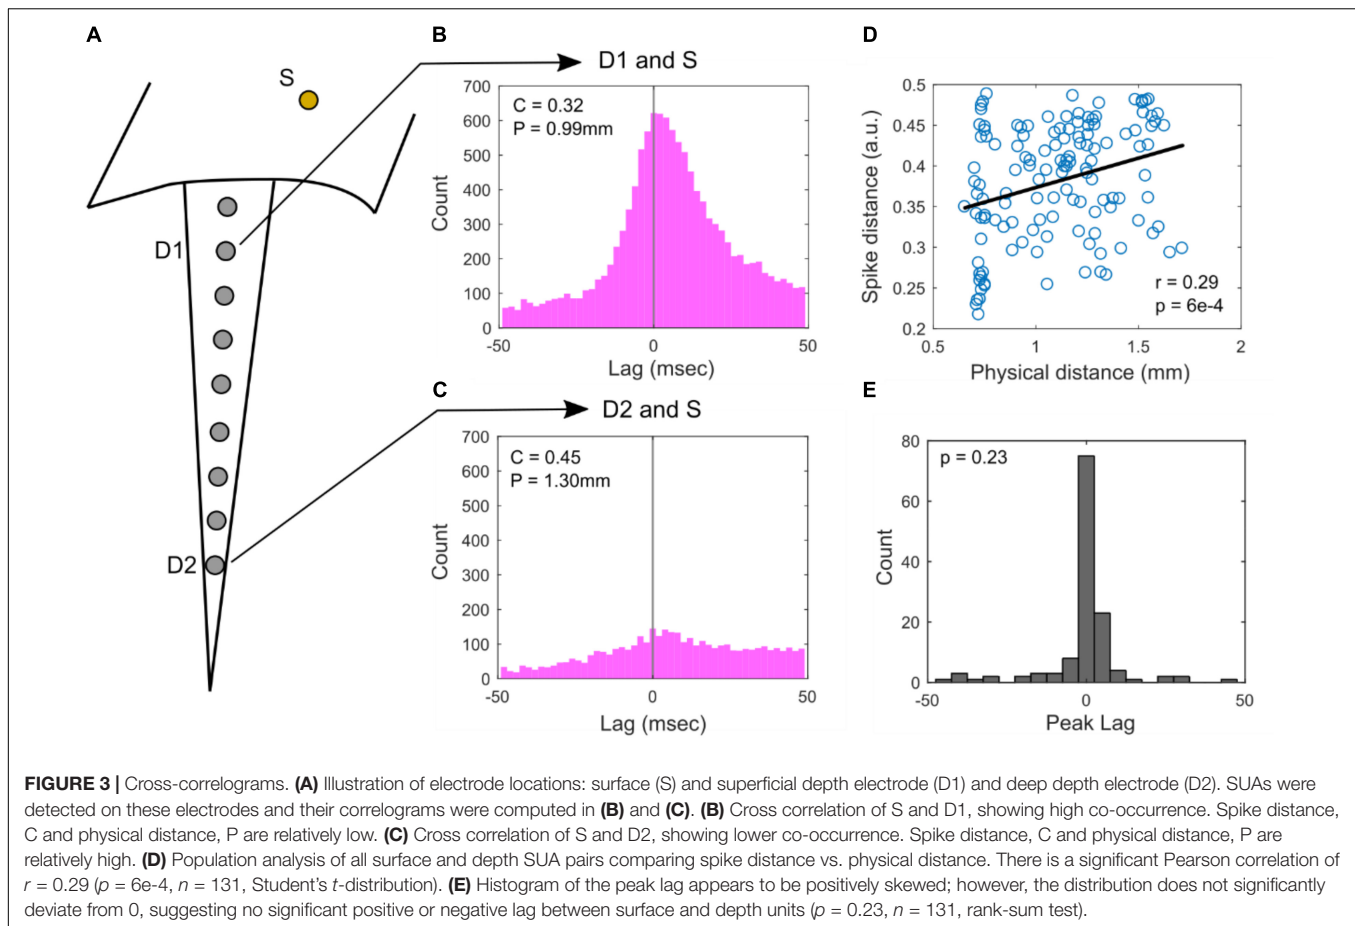 A
S
D1
D2
B
D1 and S
C = 0.32
P = 0.99mm
700
600
500
400
300
200
100
0
Count
-50
0
50
Lag (msec)
C
D2 and S
C = 0.45
P = 1.30mm
700
600
500
400
300
200
100
0
Count
-50
0
50
Lag (msec)
D
0.5
0.45
0.4
0.35
0.3
0.25
0.2
Spike distance (a.u.)
r = 0.29
p = 6e-4
0.5
1
1.5
2
Physical distance (mm)
E
p = 0.23
80
60
40
20
0
Count
-50
0
50
Peak Lag
FIGURE 3 | Cross-correlograms. (A) Illustration of electrode locations: surface (S) and superficial depth electrode (D1) and deep depth electrode (D2). SUAs were
detected on these electrodes and their correlograms were computed in (B) and (C). (B) Cross correlation of S and D1, showing high co-occurrence. Spike distance,
C and physical distance, P are relatively low. (C) Cross correlation of S and D2, showing lower co-occurrence. Spike distance, C and physical distance, P are
relatively high. (D) Population analysis of all surface and depth SUA pairs comparing spike distance vs. physical distance. There is a significant Pearson correlation of
r = 0.29 (p = 6e-4, n = 131, Student's t-distribution). (E) Histogram of the peak lag appears to be positively skewed; however, the distribution does not significantly
deviate from 0, suggesting no significant positive or negative lag between surface and depth units (p = 0.23, n = 131, rank-sum test).